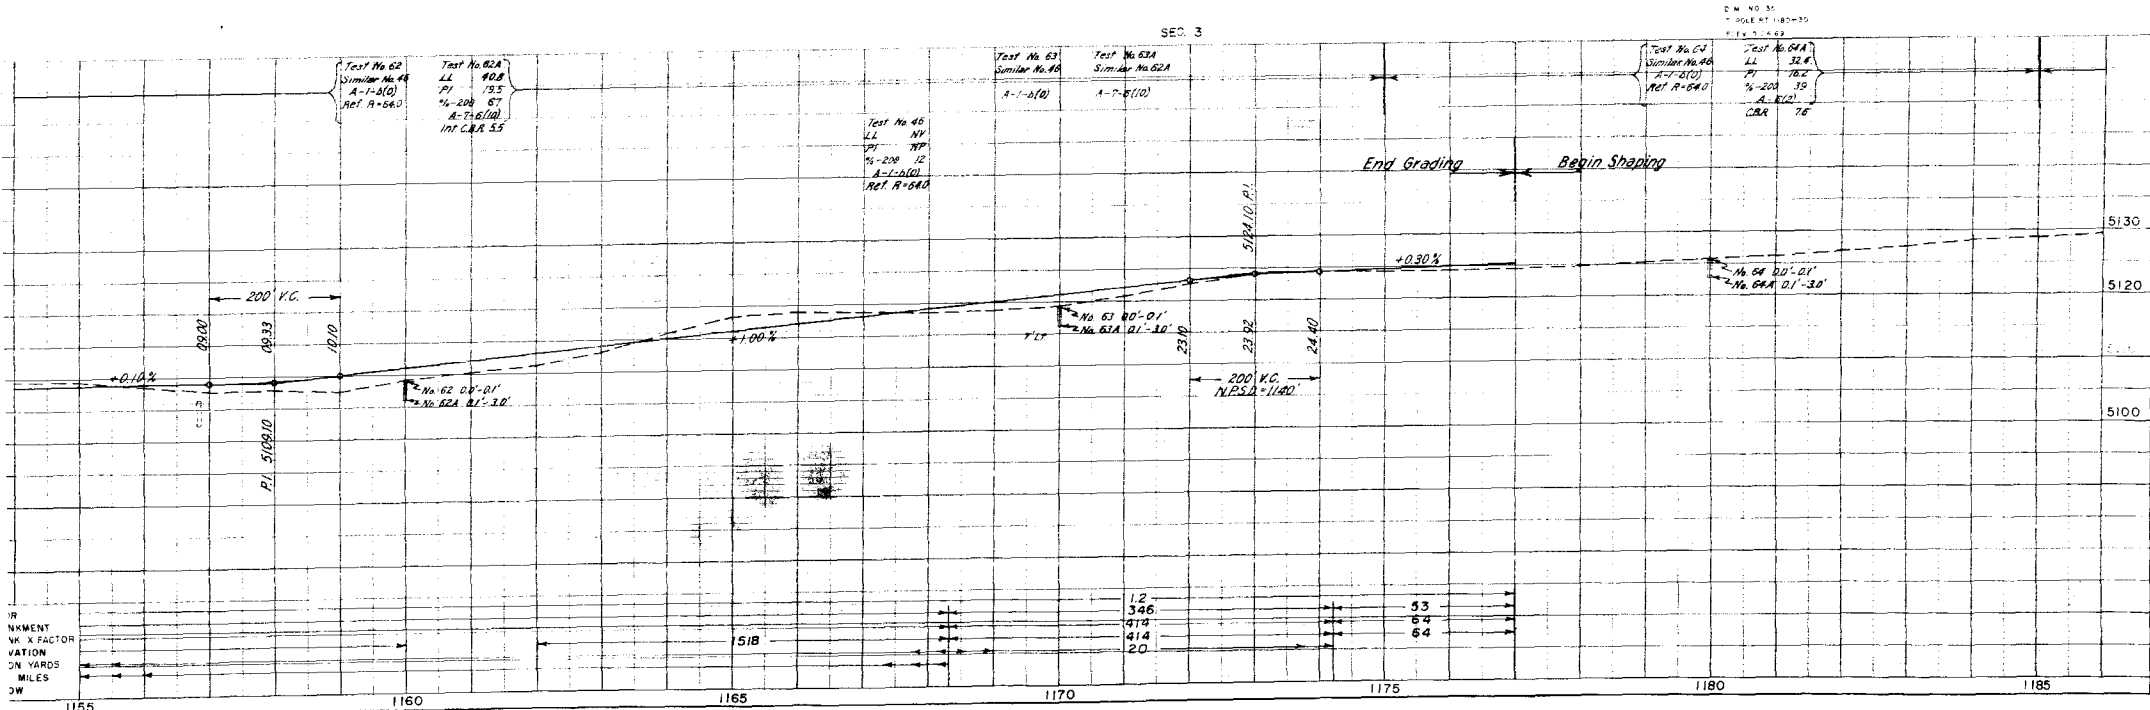 SEC. 3
Test No. 62
Similar No. 46
A-1-b(0)
Ref. R=64.0
Test No. 62A
LL 40.8
PI 19.5
%-200 67
A-7-6(10)
Int. C.B.R. 5.5
Test No. 46
LL NV
PI NP
%-200 12
A-1-b(0)
Ref. R=64.0
Test No. 63
Similar No. 46
A-1-b(0)
Test No. 63A
Similar No. 62A
A-7-6(10)
Test No. 64
Similar No. 46
A-1-b(0)
Ref. R=64.0
Test No. 64A
LL 32.4
PI 16.2
%-200 39
A-6(2)
CBR 7.6
End Grading
Begin Shaping
5130
5120
5100
200' V.C.
09.00
09.33
10.10
+0.10%
P.I. 5109.10
No. 62 0.0'-0.1'
No. 62A 0.1'-3.0'
+1.00%
No. 63 0.0'-0.1'
No. 63A 0.1'-3.0'
7' LT
5124.10 P.I.
+0.30%
23.10
23.92
24.40
200' V.C.
N.P.S.D.=1140'
No. 64 0.0'-0.1'
No. 64A 0.1'-3.0'
NKMENT
NK X FACTOR
VATION
ON YARDS
MILES
OW
1518
1.2
346
414
414
20
53
64
64
1155
1160
1165
1170
1175
1180
1185